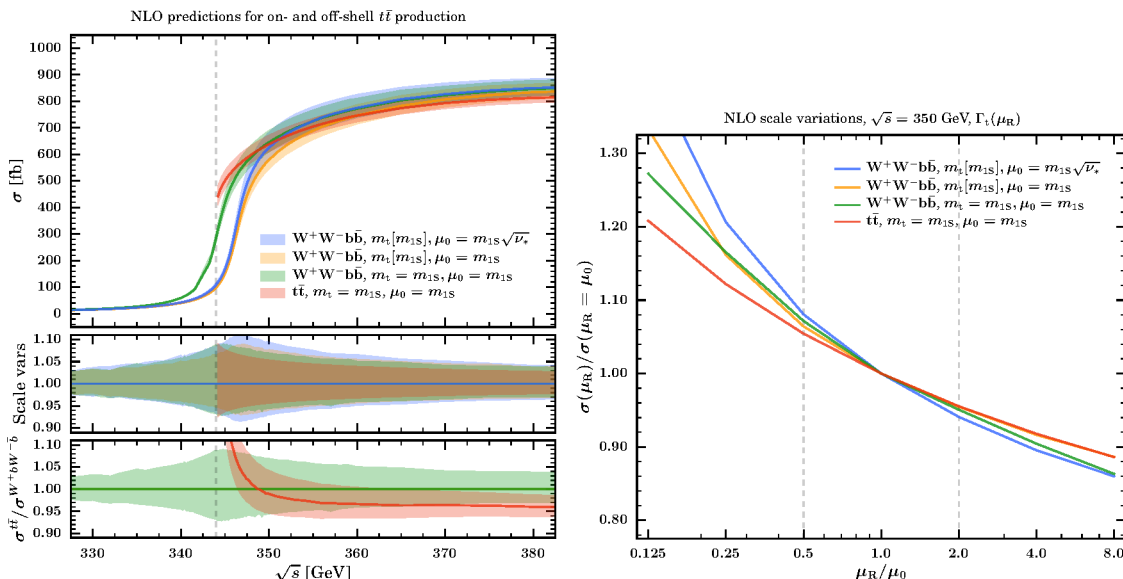 NLO predictions for on- and off-shell tt̄ production
1000
900
800
700
600
500
400
300
200
100
0
σ [fb]
W⁺W⁻bb̄, mₜ[m₁S], μ₀ = m₁S√ν*
W⁺W⁻bb̄, mₜ[m₁S], μ₀ = m₁S
W⁺W⁻bb̄, mₜ = m₁S, μ₀ = m₁S
tt̄, mₜ = m₁S, μ₀ = m₁S
1.10
1.05
1.00
0.95
0.90
Scale vars
1.10
1.05
1.00
0.95
0.90
σ^tt̄/σ^W⁺bW⁻b̄
330 340 350 360 370 380
√s [GeV]
NLO scale variations, √s = 350 GeV, Γₜ(μR)
1.30
1.20
1.10
1.00
0.90
0.80
σ(μR)/σ(μR = μ₀)
W⁺W⁻bb̄, mₜ[m₁S], μ₀ = m₁S√ν*
W⁺W⁻bb̄, mₜ[m₁S], μ₀ = m₁S
W⁺W⁻bb̄, mₜ = m₁S, μ₀ = m₁S
tt̄, mₜ = m₁S, μ₀ = m₁S
0.125 0.25 0.5 1.0 2.0 4.0 8.0
μR/μ₀